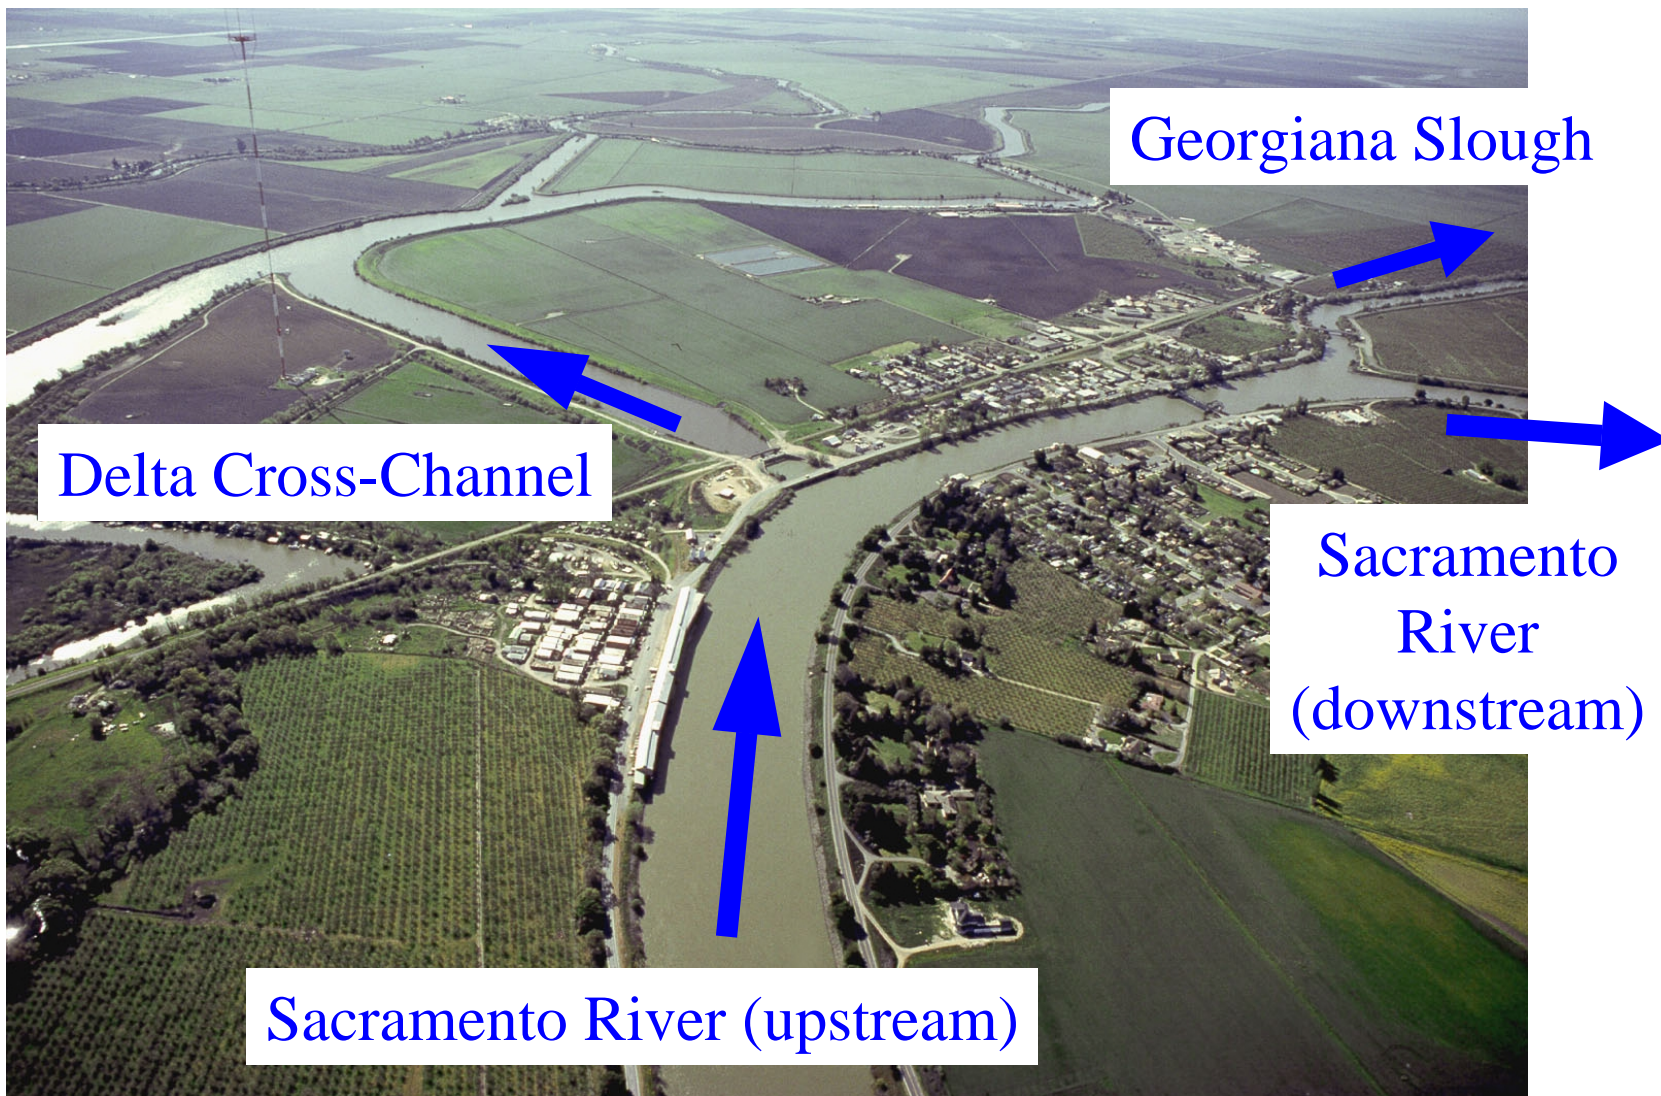 Georgiana Slough
Delta Cross-Channel
Sacramento
River
(downstream)
Sacramento River (upstream)